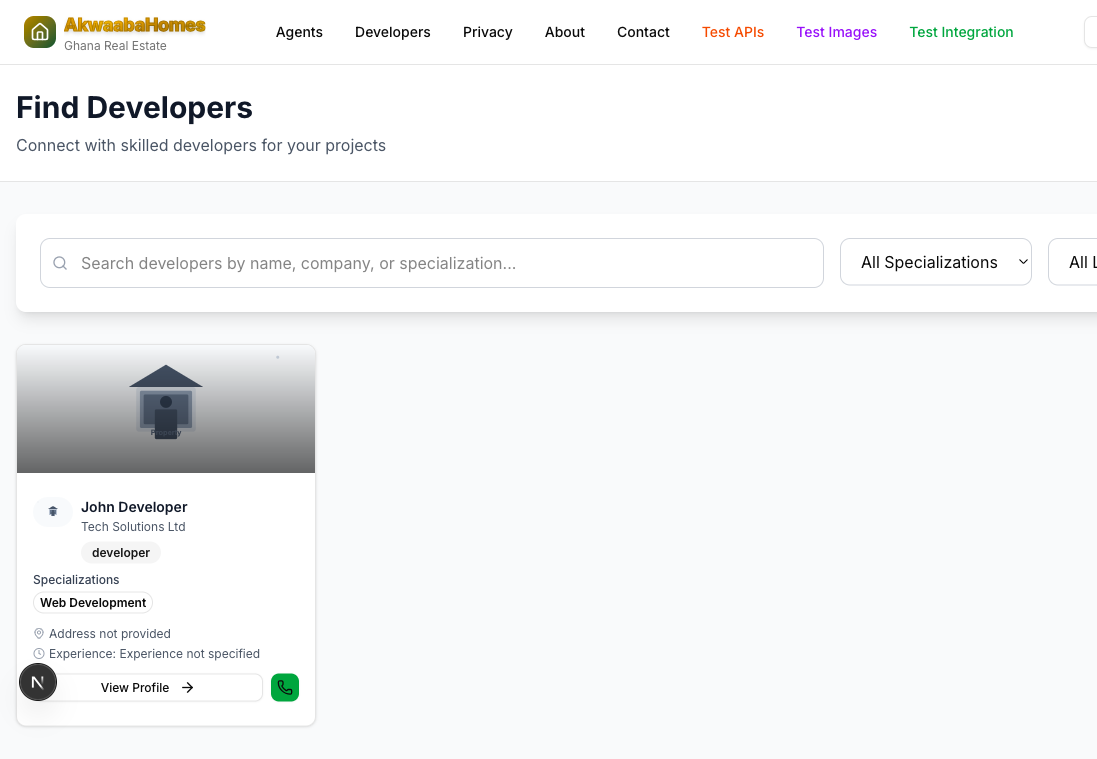 AkwaabaHomes
Ghana Real Estate
Agents Developers Privacy About Contact Test APIs Test Images Test Integration
Find Developers
Connect with skilled developers for your projects
Search developers by name, company, or specialization...
All Specializations
All L
Property
John Developer
Tech Solutions Ltd
developer
Specializations
Web Development
Address not provided
Experience: Experience not specified
N
View Profile